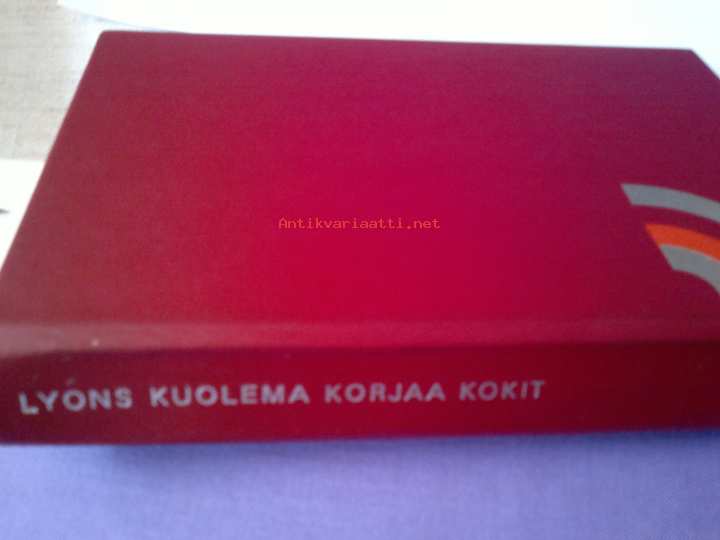 Antikvariaatti.net
LYONS KUOLEMA KORJAA KOKIT